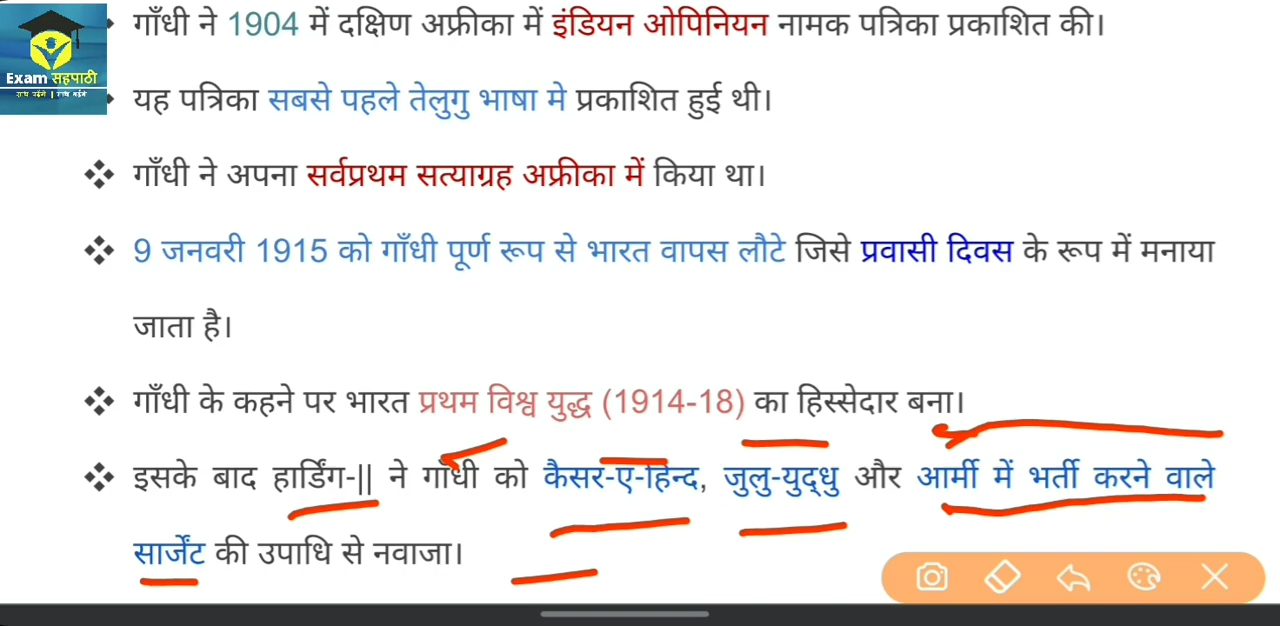 गाँधी ने 1904 में दक्षिण अफ्रीका में इंडियन ओपिनियन नामक पत्रिका प्रकाशित की।
Exam सहपाठी
साथ पढ़ेंगे | साथ बढ़ेंगे
यह पत्रिका सबसे पहले तेलुगु भाषा मे प्रकाशित हुई थी।
गाँधी ने अपना सर्वप्रथम सत्याग्रह अफ्रीका में किया था।
9 जनवरी 1915 को गाँधी पूर्ण रूप से भारत वापस लौटे जिसे प्रवासी दिवस के रूप में मनाया
जाता है।
गाँधी के कहने पर भारत प्रथम विश्व युद्ध (1914-18) का हिस्सेदार बना।
इसके बाद हार्डिंग-|| ने गाँधी को कैसर-ए-हिन्द, जुलु-युद्धु और आर्मी में भर्ती करने वाले
सार्जेंट की उपाधि से नवाजा।